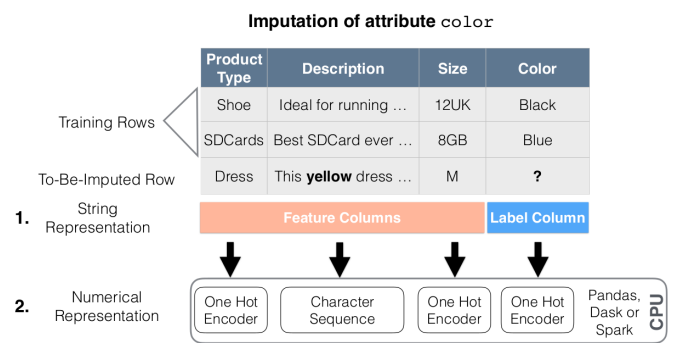 Imputation of attribute color
Product Type Description Size Color
Training Rows
Shoe Ideal for running ... 12UK Black
SDCards Best SDCard ever ... 8GB Blue
To-Be-Imputed Row Dress This yellow dress ... M ?
1. String Representation Feature Columns Label Column
2. Numerical Representation
One Hot Encoder
Character Sequence
One Hot Encoder
One Hot Encoder
Pandas, Dask or Spark
CPU